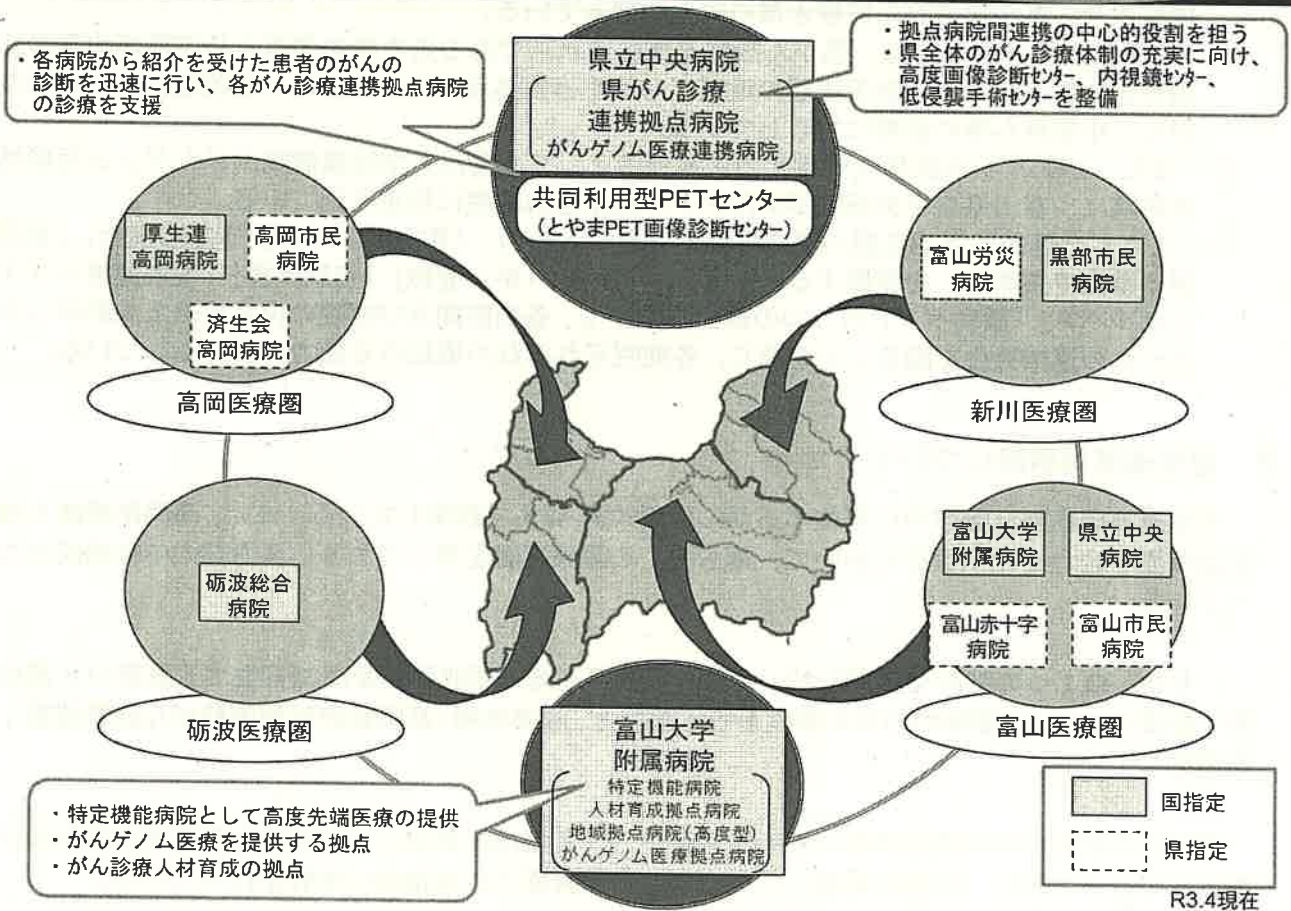 ・各病院から紹介を受けた患者のがんの
診断を迅速に行い、各がん診療連携拠点病院
の診療を支援
県立中央病院
県がん診療
連携拠点病院
がんゲノム医療連携病院
共同利用型PETセンター
(とやまPET画像診断センター)
・拠点病院間連携の中心的役割を担う
・県全体のがん診療体制の充実に向け、
高度画像診断センター、内視鏡センター、
低侵襲手術センターを整備
厚生連
高岡病院
高岡市民
病院
済生会
高岡病院
高岡医療圏
富山労災
病院
黒部市民
病院
新川医療圏
砺波総合
病院
砺波医療圏
富山大学
附属病院
県立中央
病院
富山赤十字
病院
富山市民
病院
富山医療圏
富山大学
附属病院
特定機能病院
人材育成拠点病院
地域拠点病院(高度型)
がんゲノム医療拠点病院
・特定機能病院として高度先端医療の提供
・がんゲノム医療を提供する拠点
・がん診療人材育成の拠点
国指定
県指定
R3.4現在